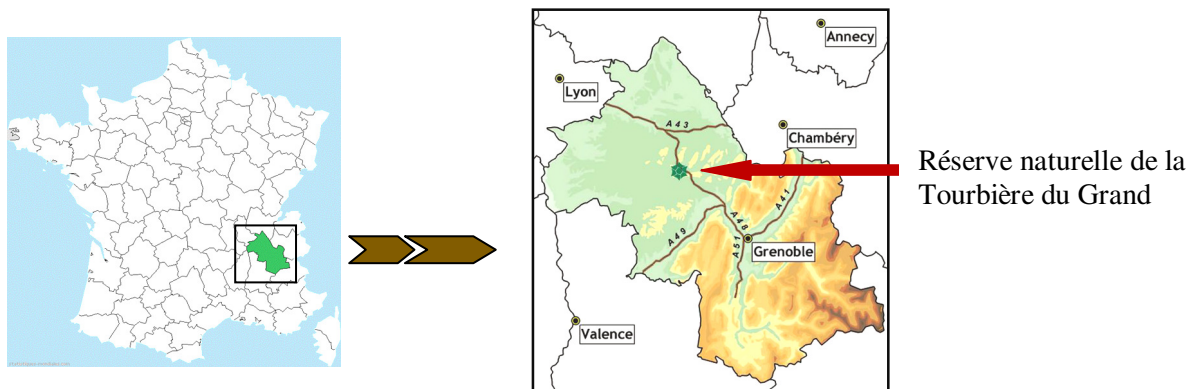 Annecy
Lyon
A 43
Chambéry
Réserve naturelle de la
Tourbière du Grand
A 41
A 48
A 49
A 51
Grenoble
Valence